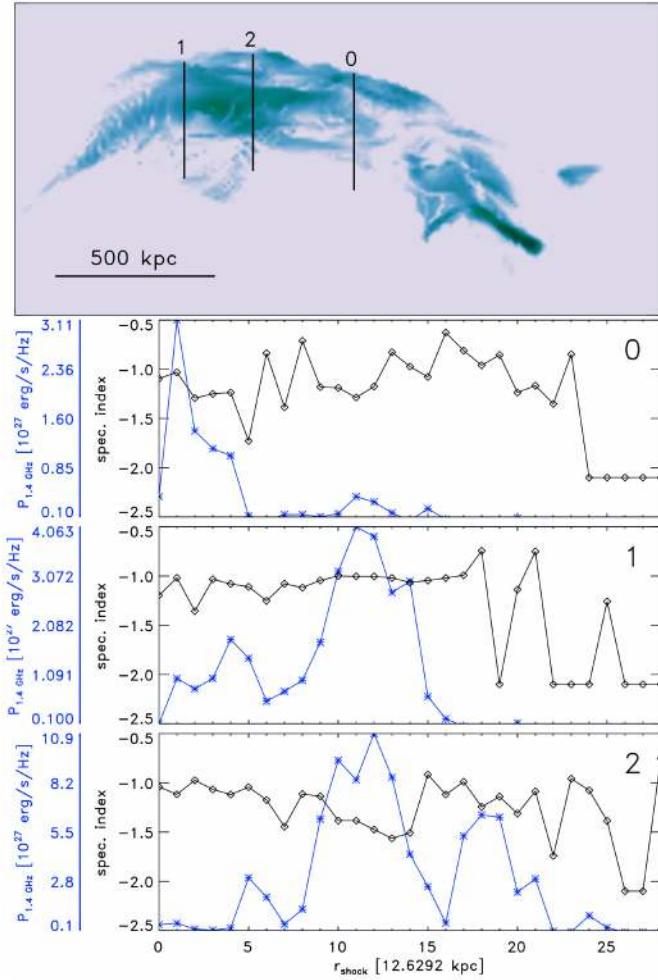 1 2 0
500 kpc
3.11 -0.5 0
2.36 -1.0
1.60 -1.5
0.85 -2.0
0.10 -2.5
P1.4 GHz [10^27 erg/s/Hz]
spec. index
4.063 -0.5 1
3.072 -1.0
2.082 -1.5
1.091 -2.0
0.100 -2.5
P1.4 GHz [10^27 erg/s/Hz]
spec. index
10.9 -0.5 2
8.2 -1.0
5.5 -1.5
2.8 -2.0
0.1 -2.5
P1.4 GHz [10^27 erg/s/Hz]
spec. index
0 5 10 15 20 25
rshock [12.6292 kpc]